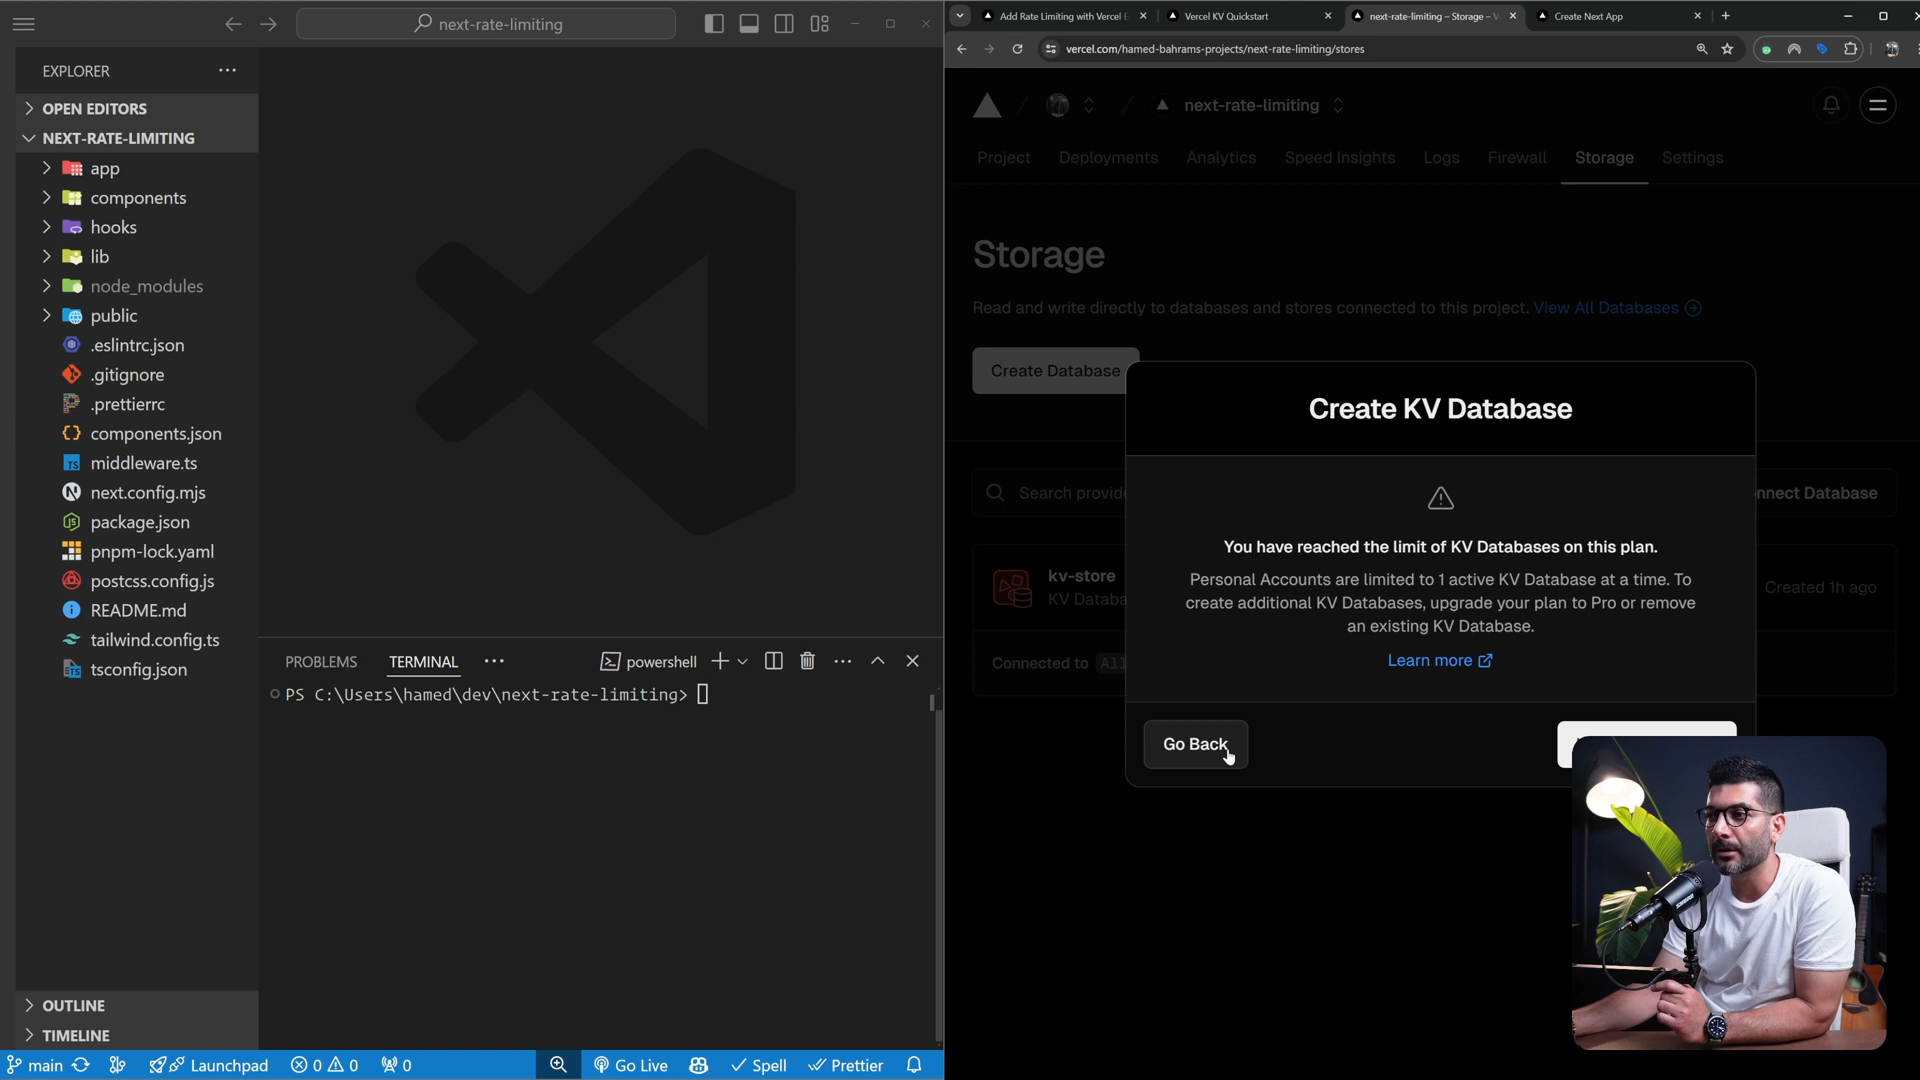 next-rate-limiting
EXPLORER
OPEN EDITORS
NEXT-RATE-LIMITING
app
components
hooks
lib
node_modules
public
.eslintrc.json
.gitignore
.prettierrc
components.json
middleware.ts
next.config.mjs
package.json
pnpm-lock.yaml
postcss.config.js
README.md
tailwind.config.ts
tsconfig.json
OUTLINE
TIMELINE
PROBLEMS
TERMINAL
powershell
PS C:\Users\hamed\dev\next-rate-limiting>
main
Launchpad
0
0
0
Go Live
Spell
Prettier
Add Rate Limiting with Vercel
Vercel KV Quickstart
next-rate-limiting – Storage –
Create Next App
vercel.com/hamed-bahrams-projects/next-rate-limiting/stores
next-rate-limiting
Project
Deployments
Analytics
Speed Insights
Logs
Firewall
Storage
Settings
Storage
Read and write directly to databases and stores connected to this project. View All Databases
Create Database
Search provid
nnect Database
kv-store
KV Databa
Created 1h ago
Connected to All
Create KV Database
You have reached the limit of KV Databases on this plan.
Personal Accounts are limited to 1 active KV Database at a time. To
create additional KV Databases, upgrade your plan to Pro or remove
an existing KV Database.
Learn more
Go Back